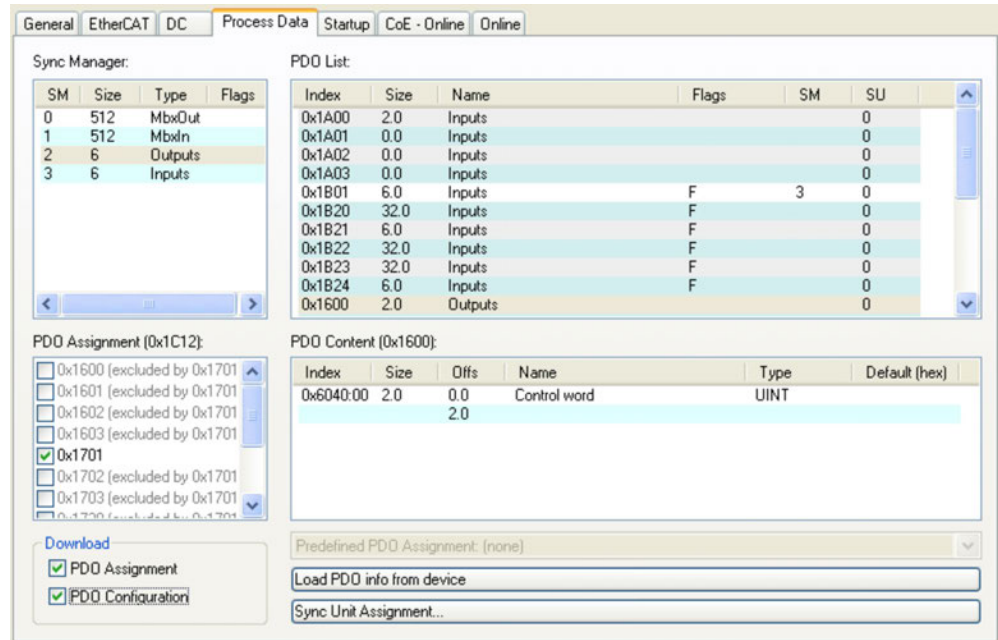 General EtherCAT DC Process Data Startup CoE - Online Online
Sync Manager:
SM Size Type Flags
0 512 MbxOut
1 512 MbxIn
2 6 Outputs
3 6 Inputs
PDO List:
Index Size Name Flags SM SU
0x1A00 2.0 Inputs 0
0x1A01 0.0 Inputs 0
0x1A02 0.0 Inputs 0
0x1A03 0.0 Inputs 0
0x1B01 6.0 Inputs F 3 0
0x1B20 32.0 Inputs F 0
0x1B21 6.0 Inputs F 0
0x1B22 32.0 Inputs F 0
0x1B23 32.0 Inputs F 0
0x1B24 6.0 Inputs F 0
0x1600 2.0 Outputs 0
PDO Assignment (0x1C12):
0x1600 (excluded by 0x1701
0x1601 (excluded by 0x1701
0x1602 (excluded by 0x1701
0x1603 (excluded by 0x1701
0x1701
0x1702 (excluded by 0x1701
0x1703 (excluded by 0x1701
PDO Content (0x1600):
Index Size Offs Name Type Default (hex)
0x6040:00 2.0 0.0 Control word UINT
2.0
Download
PDO Assignment
PDO Configuration
Predefined PDO Assignment: (none)
Load PDO info from device
Sync Unit Assignment...